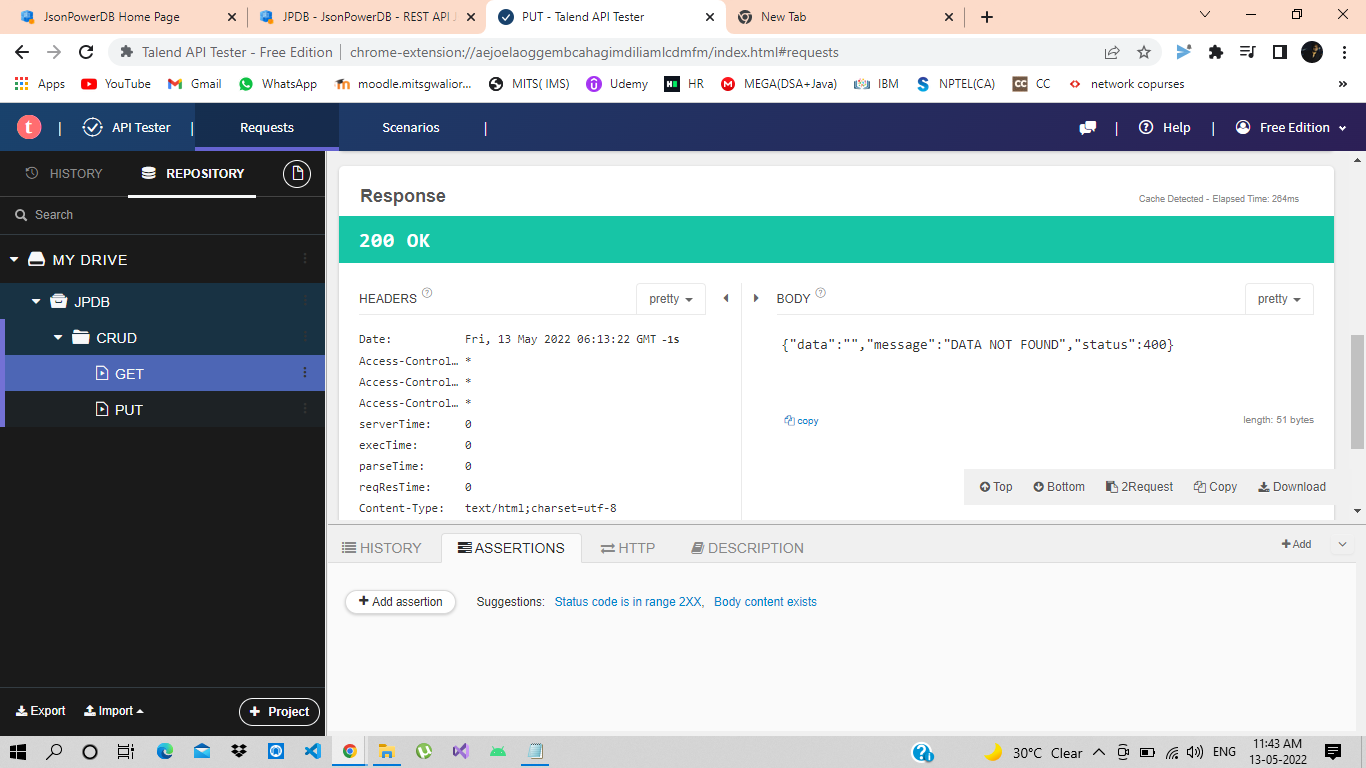 JsonPowerDB Home Page
JPDB - JsonPowerDB - REST API J
PUT - Talend API Tester
New Tab
Talend API Tester - Free Edition | chrome-extension://aejoelaoggembcahagimdiliamlcdmfm/index.html#requests
Apps
YouTube
Gmail
WhatsApp
moodle.mitsgwalior...
MITS( IMS)
Udemy
HR
MEGA(DSA+Java)
IBM
NPTEL(CA)
CC
CC
network copurses
»
t
API Tester
Requests
Scenarios
Help
Free Edition
HISTORY
REPOSITORY
Search
MY DRIVE
JPDB
CRUD
GET
PUT
Export
Import
+ Project
Response
Cache Detected - Elapsed Time: 264ms
200 OK
HEADERS
pretty
Date: Fri, 13 May 2022 06:13:22 GMT -1s
Access-Control… *
Access-Control… *
Access-Control… *
serverTime: 0
execTime: 0
parseTime: 0
reqResTime: 0
Content-Type: text/html;charset=utf-8
BODY
pretty
{"data":"","message":"DATA NOT FOUND","status":400}
copy
length: 51 bytes
Top
Bottom
2Request
Copy
Download
HISTORY
ASSERTIONS
HTTP
DESCRIPTION
+ Add
+ Add assertion
Suggestions: Status code is in range 2XX, Body content exists
30°C Clear
ENG
11:43 AM
13-05-2022